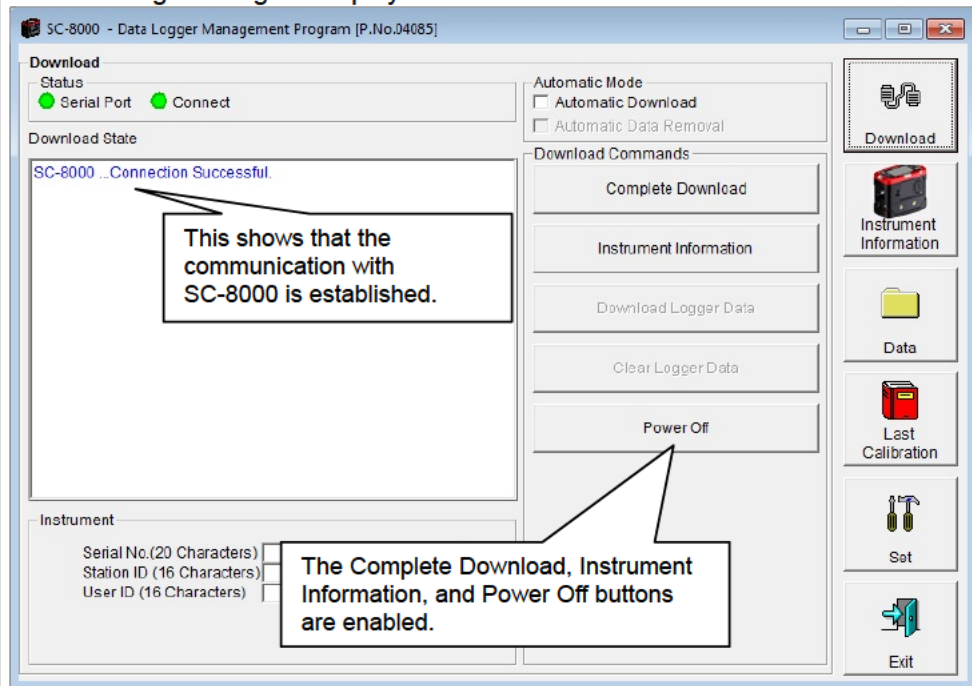 SC-8000 - Data Logger Management Program [P.No.04085]
Download
Status
Serial Port
Connect
Download State
SC-8000 ...Connection Successful.
This shows that the
communication with
SC-8000 is established.
Automatic Mode
Automatic Download
Automatic Data Removal
Download Commands
Complete Download
Instrument Information
Download Logger Data
Clear Logger Data
Power Off
Instrument
Serial No.(20 Characters)
Station ID (16 Characters)
User ID (16 Characters)
The Complete Download, Instrument
Information, and Power Off buttons
are enabled.
Download
Instrument
Information
Data
Last
Calibration
Set
Exit